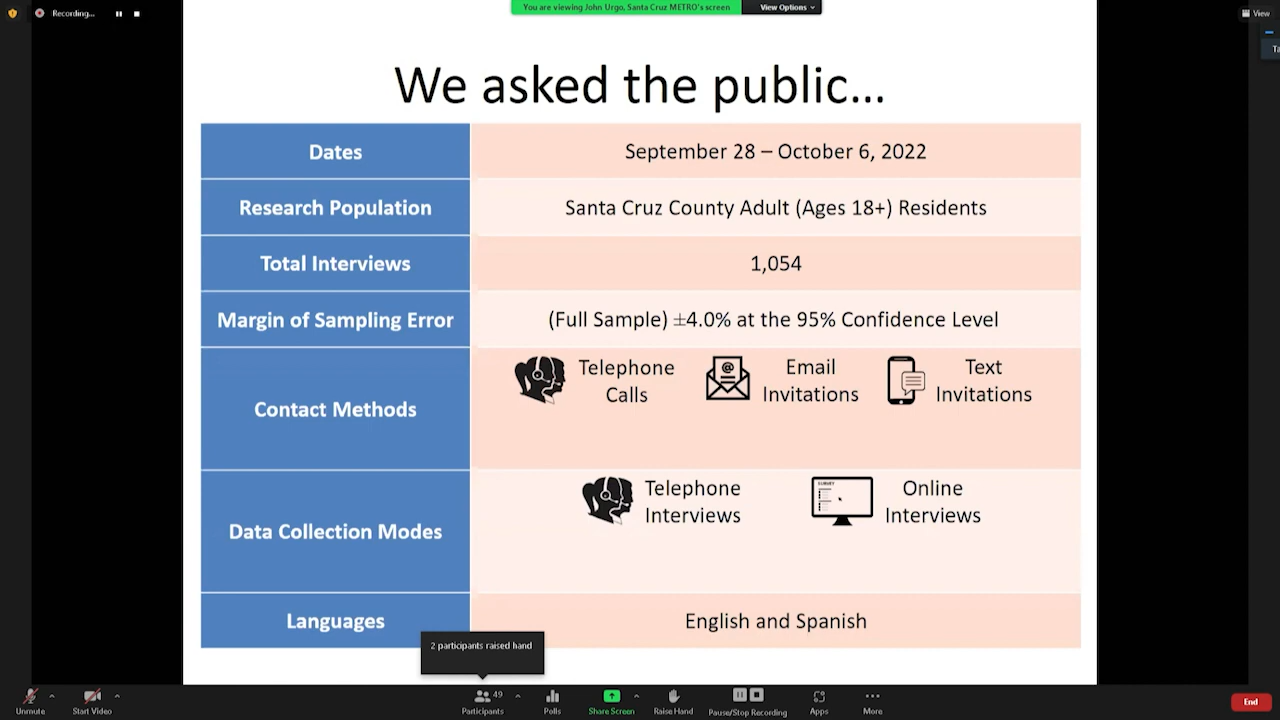 Recording...
You are viewing John Urgo, Santa Cruz METRO's screen
View Options
View
We asked the public...
Dates
September 28 – October 6, 2022
Research Population
Santa Cruz County Adult (Ages 18+) Residents
Total Interviews
1,054
Margin of Sampling Error
(Full Sample) ±4.0% at the 95% Confidence Level
Contact Methods
Telephone
Calls
Email
Invitations
Text
Invitations
Data Collection Modes
Telephone
Interviews
SURVEY
Online
Interviews
Languages
English and Spanish
2 participants raised hand
Unmute
Start Video
49
Participants
Polls
Share Screen
Raise Hand
Pause/Stop Recording
Apps
More
End